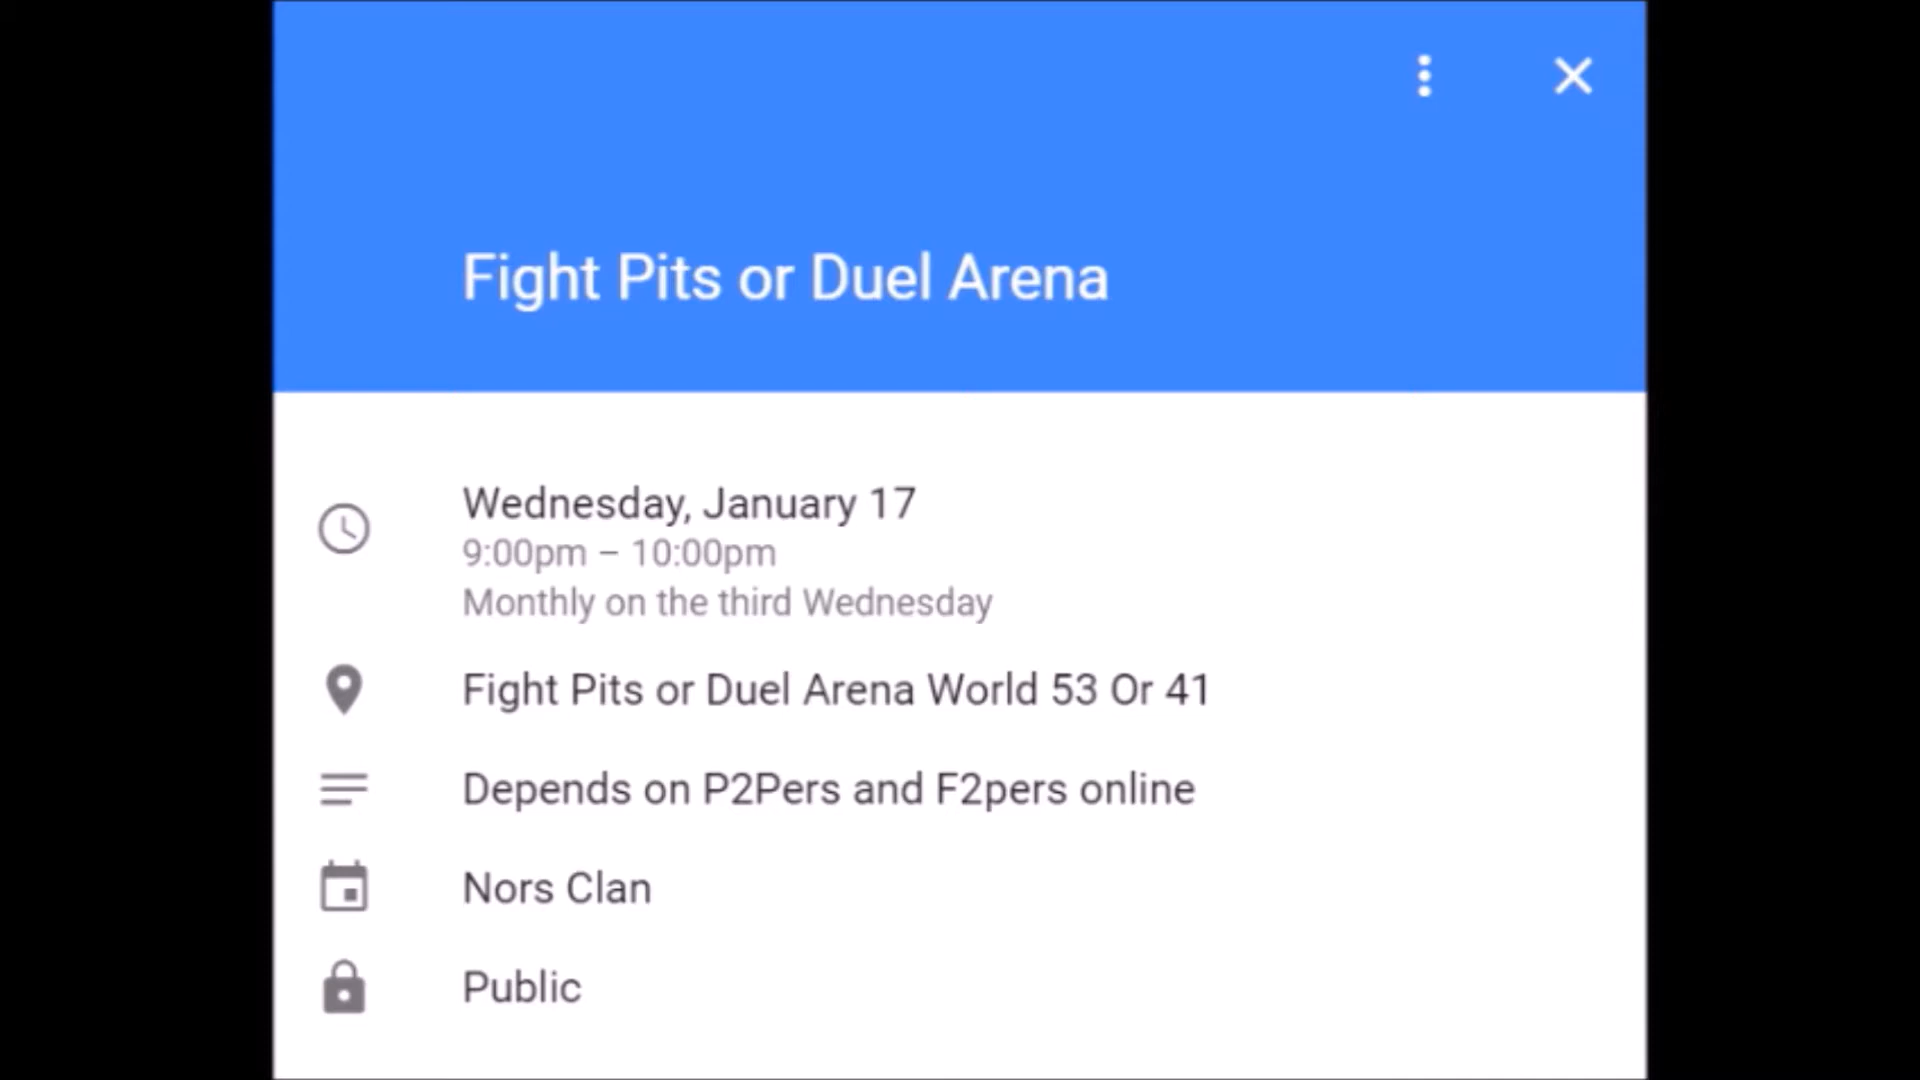 Fight Pits or Duel Arena
Wednesday, January 17
9:00pm – 10:00pm
Monthly on the third Wednesday
Fight Pits or Duel Arena World 53 Or 41
Depends on P2Pers and F2pers online
Nors Clan
Public